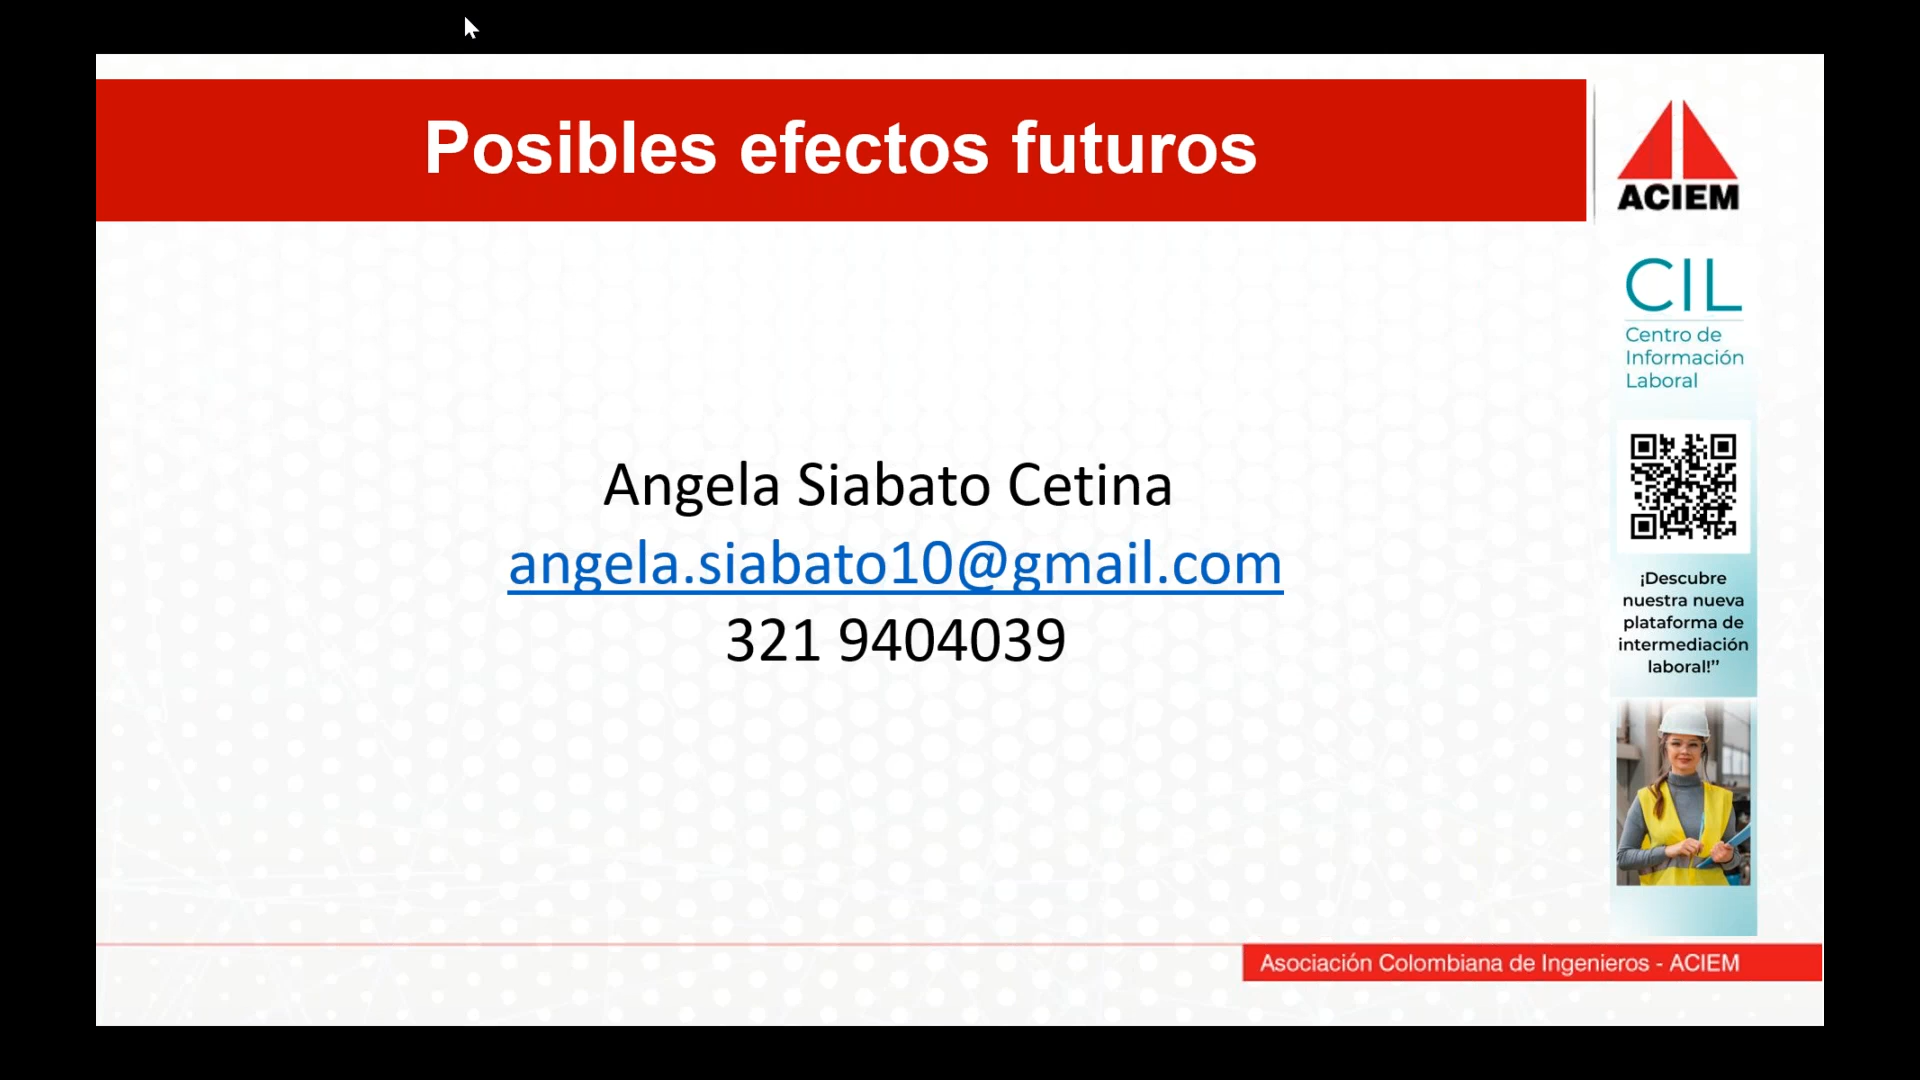 Posibles efectos futuros
ACIEM
CIL
Centro de
Información
Laboral
Angela Siabato Cetina
angela.siabato10@gmail.com
321 9404039
¡Descubre
nuestra nueva
plataforma de
intermediación
laboral!”
Asociación Colombiana de Ingenieros - ACIEM